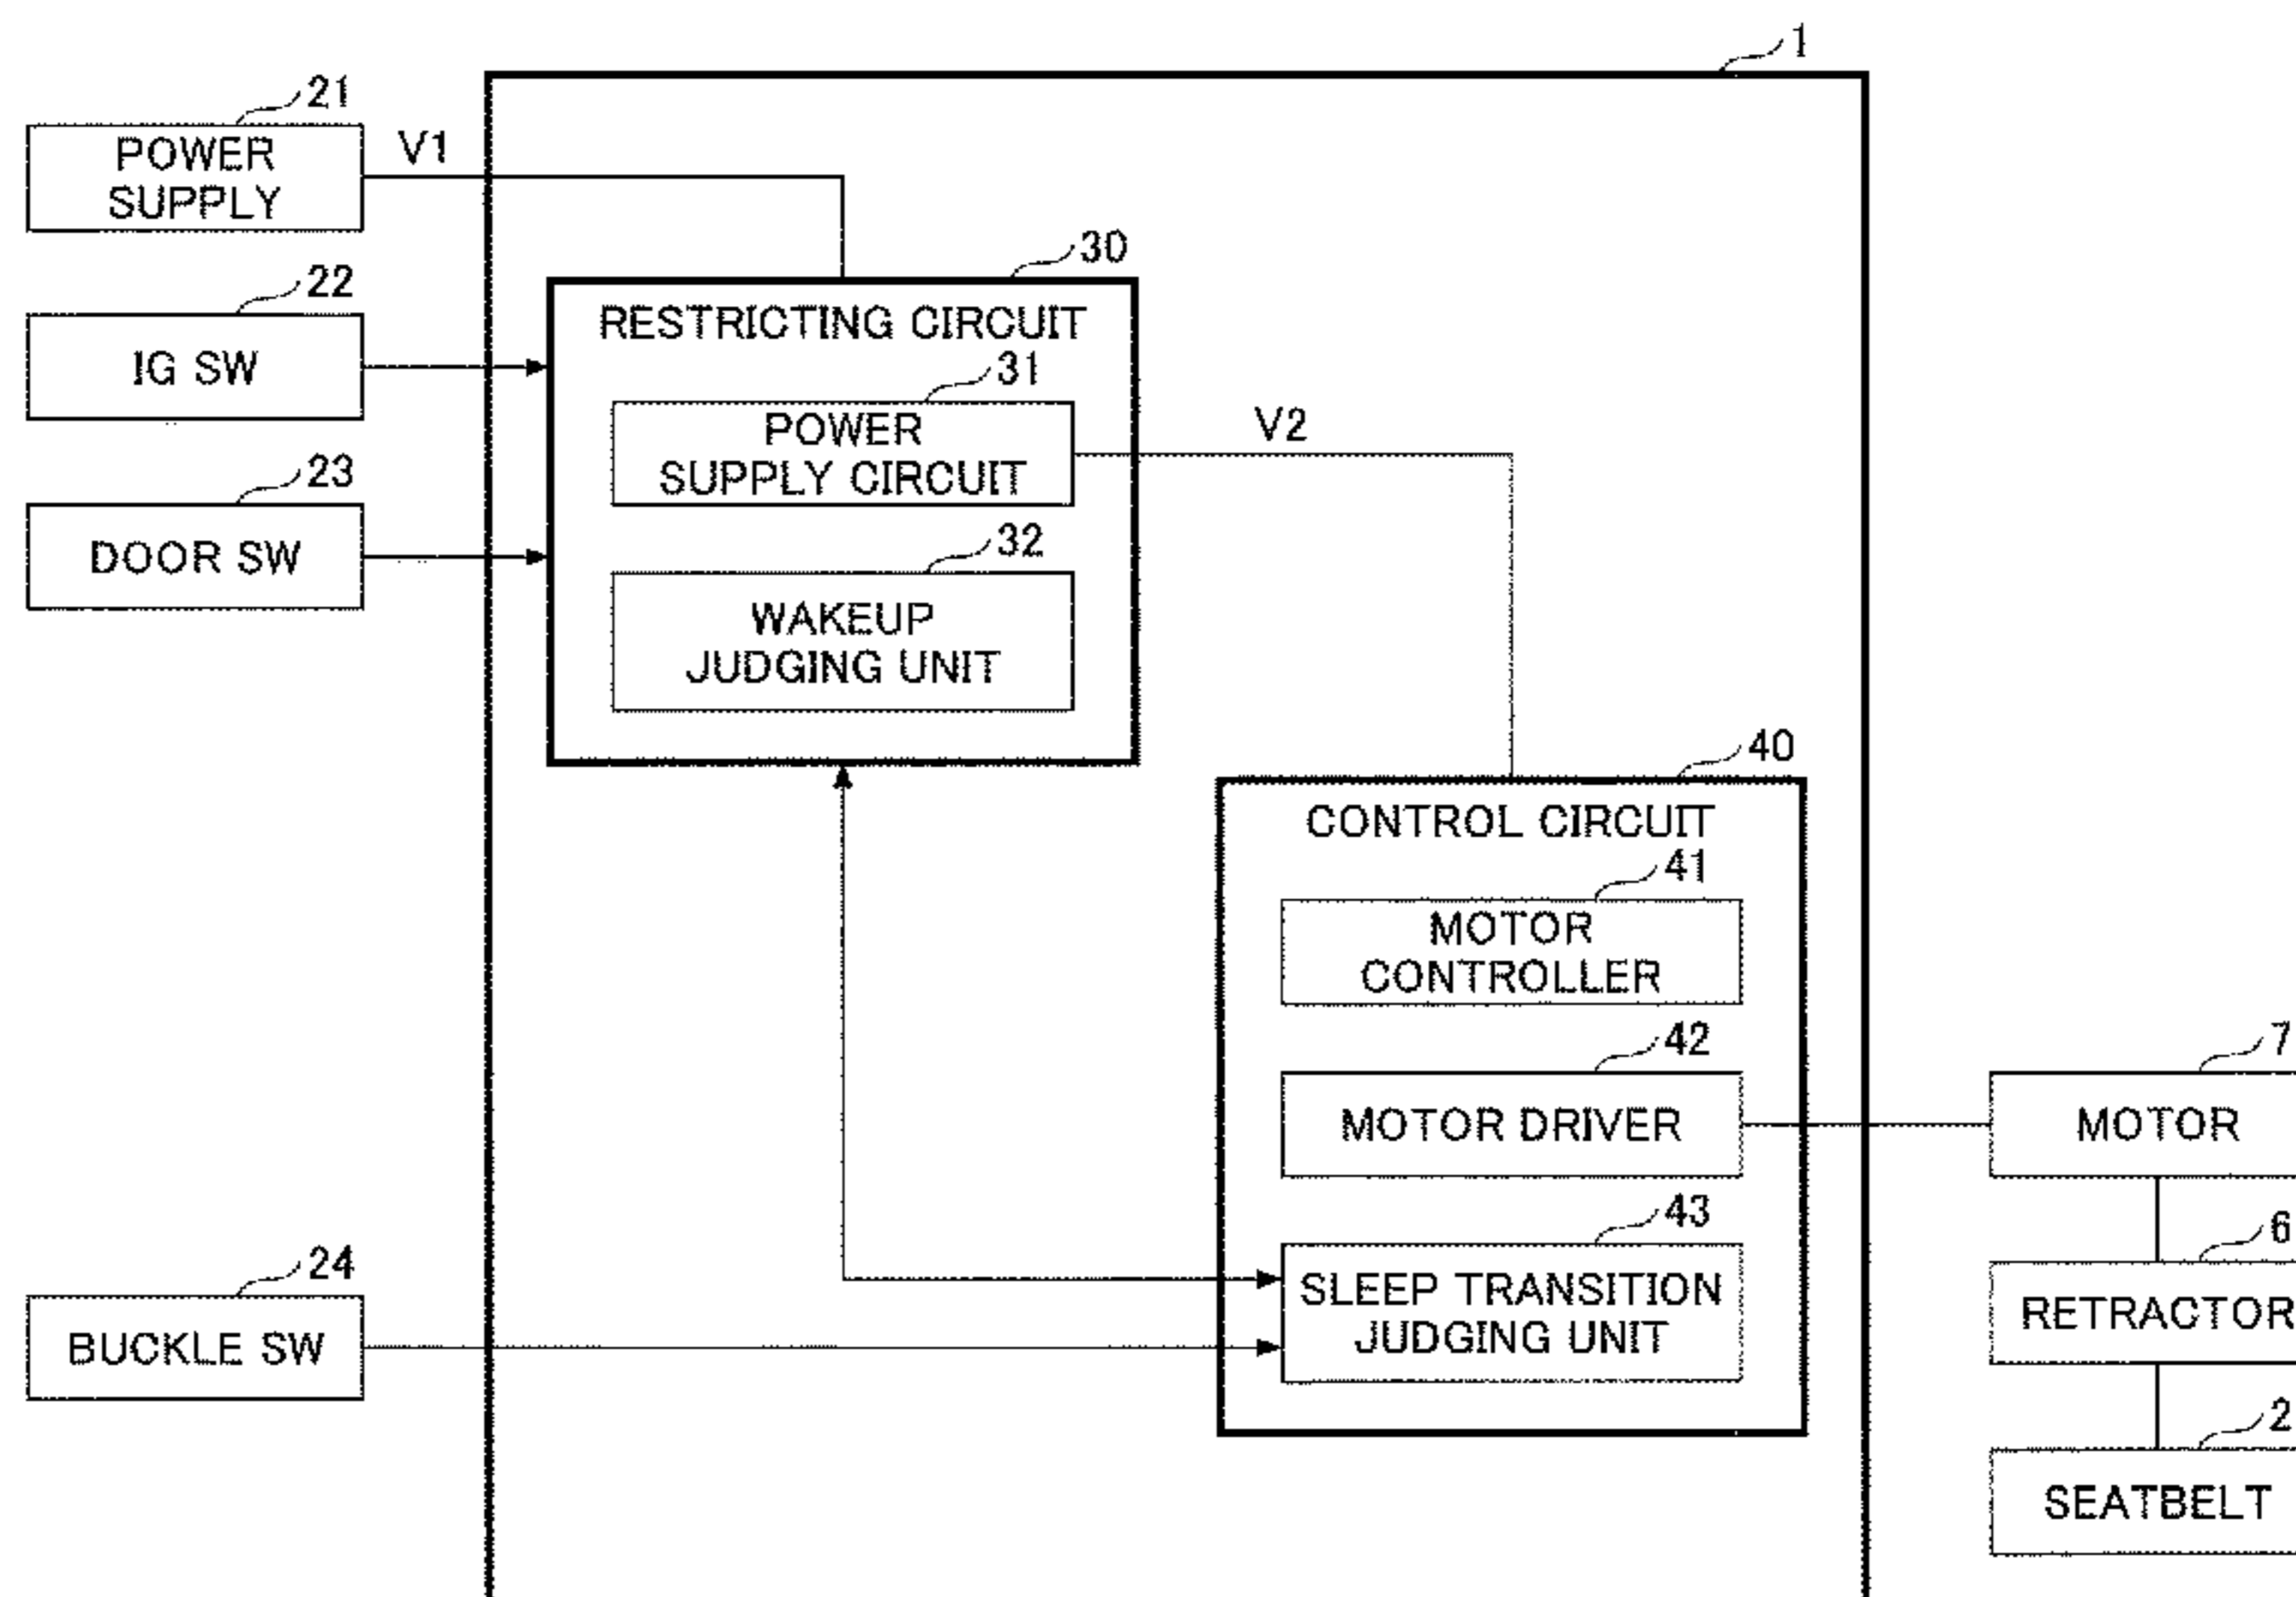 1
21
POWER
SUPPLY
V1
30
22
IG SW
RESTRICTING CIRCUIT
31
POWER
SUPPLY CIRCUIT
V2
23
DOOR SW
32
WAKEUP
JUDGING UNIT
40
CONTROL CIRCUIT
41
MOTOR
CONTROLLER
42
MOTOR DRIVER
7
MOTOR
43
SLEEP TRANSITION
JUDGING UNIT
6
RETRACTOR
24
BUCKLE SW
2
SEATBELT